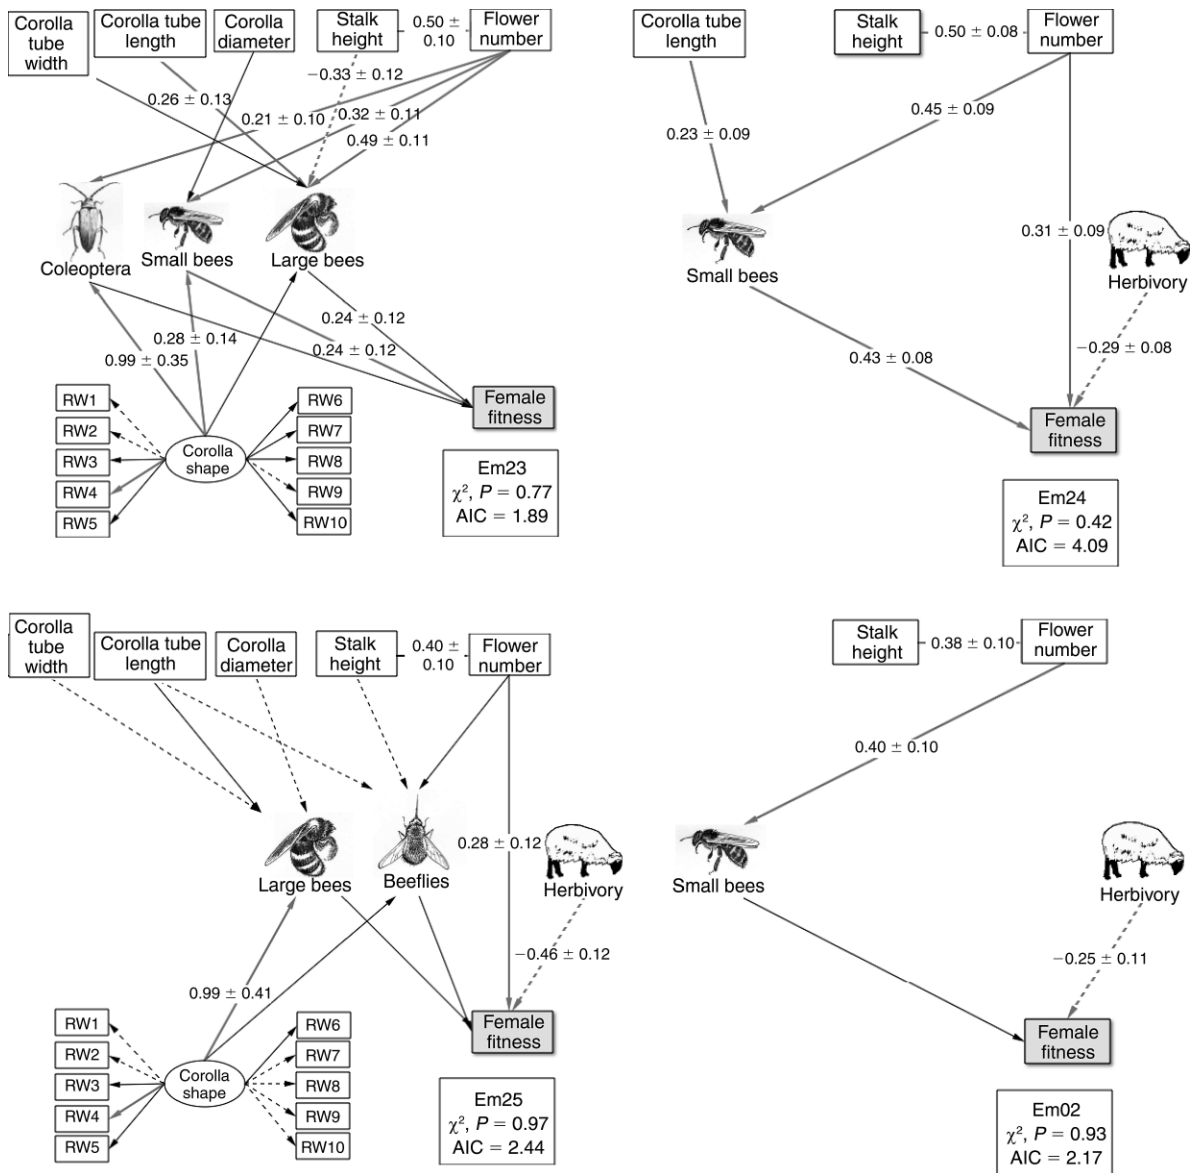 Corolla
tube
width
Corolla tube
length
Corolla
diameter
Stalk
height
0.50 ±
0.10
Flower
number
−0.33 ± 0.12
0.26 ± 0.13
0.21 ± 0.10
0.32 ± 0.11
0.49 ± 0.11
Coleoptera
Small bees
Large bees
0.24 ± 0.12
0.28 ± 0.14
0.24 ± 0.12
0.99 ± 0.35
RW1
RW2
RW3
RW4
RW5
Corolla
shape
RW6
RW7
RW8
RW9
RW10
Female
fitness
Em23
χ², P = 0.77
AIC = 1.89
Corolla tube
length
Stalk
height
0.50 ± 0.08
Flower
number
0.45 ± 0.09
0.23 ± 0.09
0.31 ± 0.09
Small bees
Herbivory
0.43 ± 0.08
−0.29 ± 0.08
Female
fitness
Em24
χ², P = 0.42
AIC = 4.09
Corolla
tube
width
Corolla tube
length
Corolla
diameter
Stalk
height
0.40 ±
0.10
Flower
number
0.28 ± 0.12
Large bees
Beeflies
Herbivory
−0.46 ± 0.12
0.99 ± 0.41
RW1
RW2
RW3
RW4
RW5
Corolla
shape
RW6
RW7
RW8
RW9
RW10
Female
fitness
Em25
χ², P = 0.97
AIC = 2.44
Stalk
height
0.38 ± 0.10
Flower
number
0.40 ± 0.10
Small bees
Herbivory
−0.25 ± 0.11
Female
fitness
Em02
χ², P = 0.93
AIC = 2.17